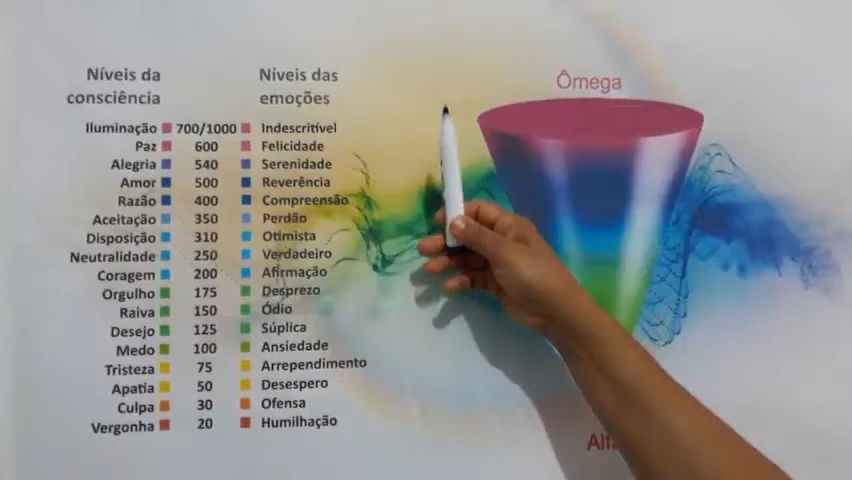 Níveis da consciência
Níveis das emoções
Iluminação 700/1000 Indescritível
Paz 600 Felicidade
Alegria 540 Serenidade
Amor 500 Reverência
Razão 400 Compreensão
Aceitação 350 Perdão
Disposição 310 Otimista
Neutralidade 250 Verdadeiro
Coragem 200 Afirmação
Orgulho 175 Desprezo
Raiva 150 Ódio
Desejo 125 Súplica
Medo 100 Ansiedade
Tristeza 75 Arrependimento
Apatia 50 Desespero
Culpa 30 Ofensa
Vergonha 20 Humilhação
Ômega